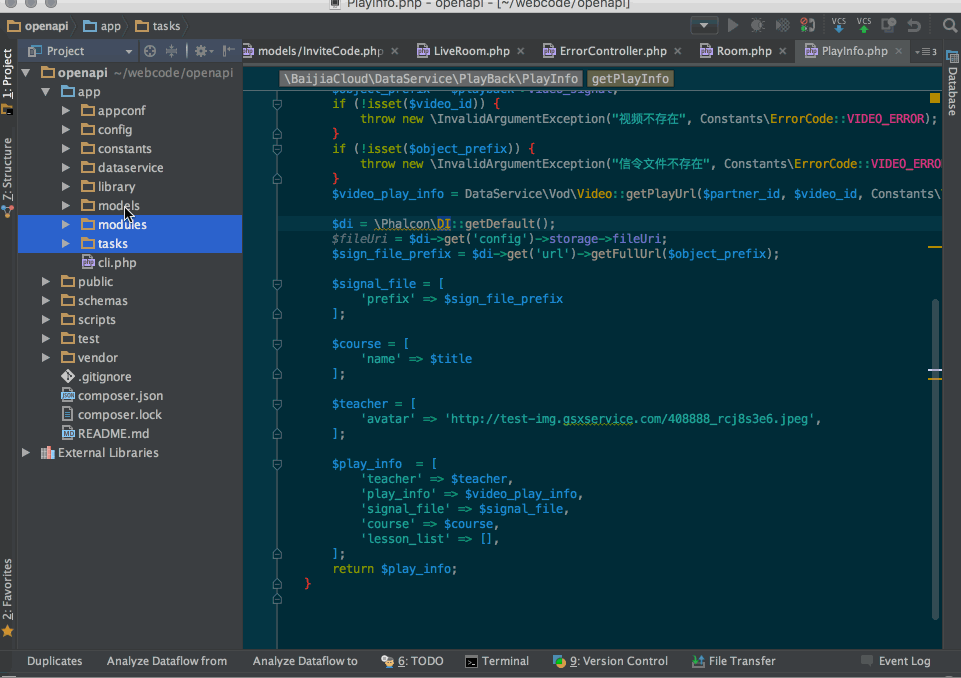 PlayInfo.php - openapi - [~/webcode/openapi]
openapi app tasks
VCS VCS
Project
models/InviteCode.php
LiveRoom.php
ErrorController.php
Room.php
PlayInfo.php
3
1: Project
Z: Structure
2: Favorites
Database
openapi ~/webcode/openapi
app
appconf
config
constants
dataservice
library
models
modules
tasks
cli.php
public
schemas
scripts
test
vendor
.gitignore
composer.json
composer.lock
README.md
External Libraries
\BaijiaCloud\DataService\PlayBack\PlayInfo getPlayInfo
if (!isset($video_id)) {
throw new \InvalidArgumentException("视频不存在", Constants\ErrorCode::VIDEO_ERROR);
}
if (!isset($object_prefix)) {
throw new \InvalidArgumentException("信令文件不存在", Constants\ErrorCode::VIDEO_ERRO
}
$video_play_info = DataService\Vod\Video::getPlayUrl($partner_id, $video_id, Constants\
$di = \Phalcon\DI::getDefault();
$fileUri = $di->get('config')->storage->fileUri;
$sign_file_prefix = $di->get('url')->getFullUrl($object_prefix);
$signal_file = [
'prefix' => $sign_file_prefix
];
$course = [
'name' => $title
];
$teacher = [
'avatar' => 'http://test-img.gsxservice.com/408888_rcj8s3e6.jpeg',
];
$play_info = [
'teacher' => $teacher,
'play_info' => $video_play_info,
'signal_file' => $signal_file,
'course' => $course,
'lesson_list' => [],
];
return $play_info;
}
Duplicates Analyze Dataflow from Analyze Dataflow to 6: TODO Terminal 9: Version Control File Transfer Event Log